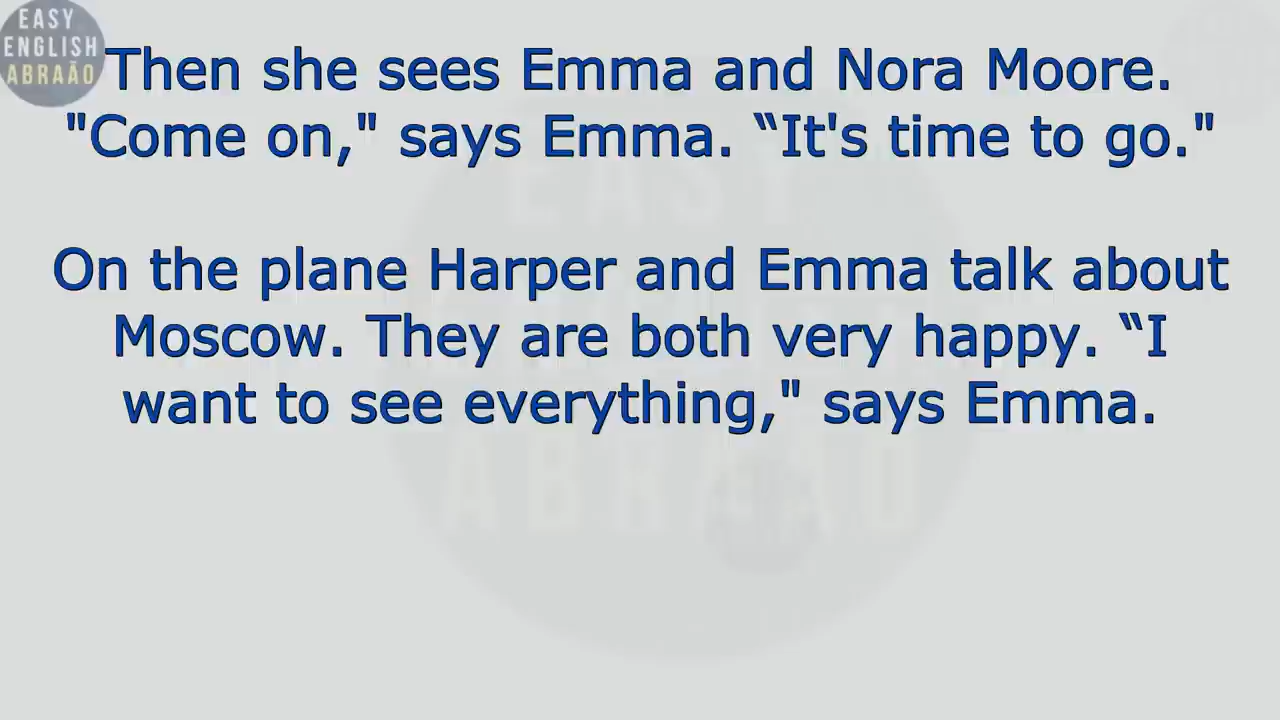 EASY
ENGLISH
ABRAÃO
Then she sees Emma and Nora Moore.
"Come on," says Emma. “It's time to go."
On the plane Harper and Emma talk about
Moscow. They are both very happy. “I
want to see everything," says Emma.
EASY
ABRAÃO